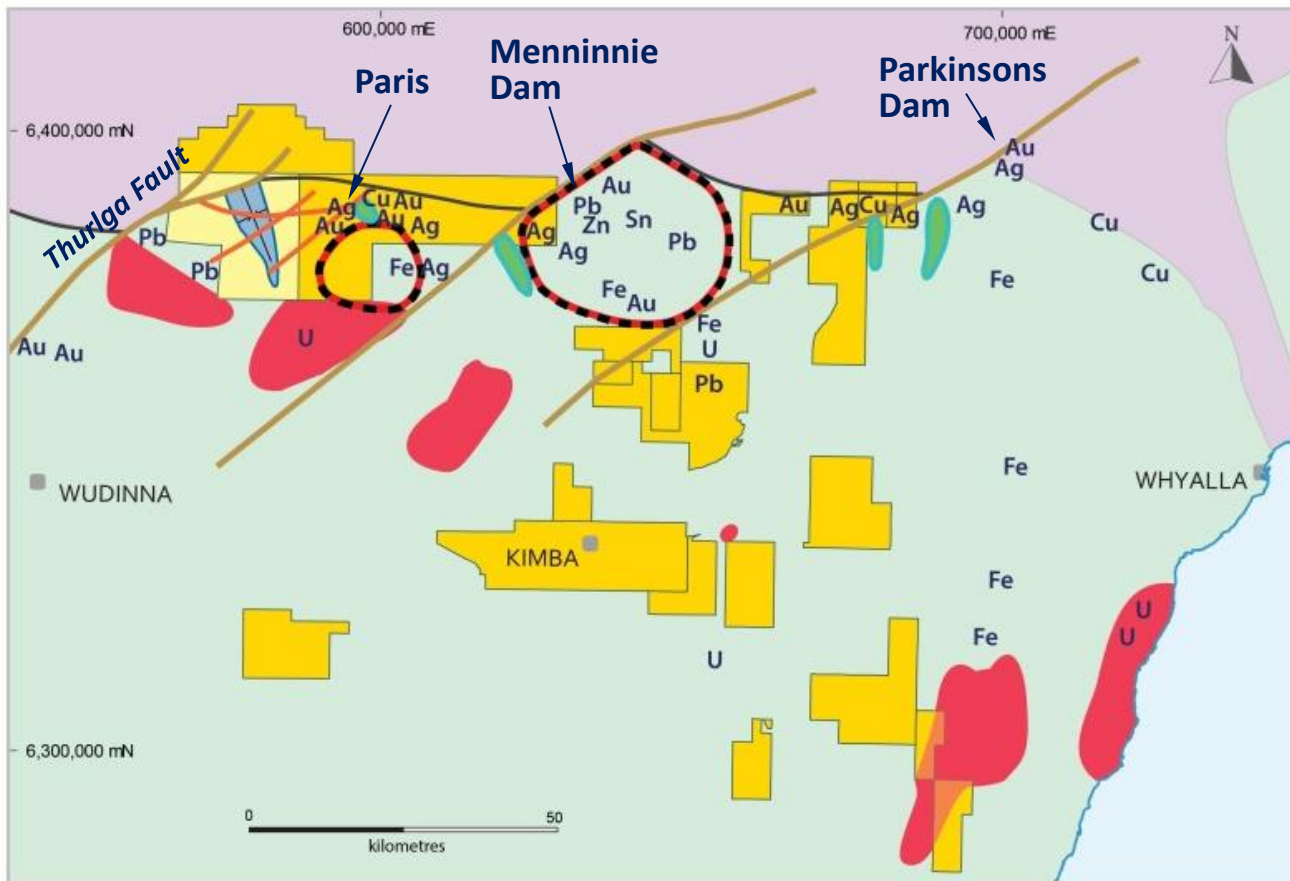 600,000 mE
700,000 mE
N
Menninnie
Dam
Paris
Parkinsons
Dam
6,400,000 mN
Thurlga Fault
Au
Ag
Au
Pb
Zn
Sn
Pb
Ag
Fe
Au
Ag
Cu
Au
Au
Au
Ag
Ag
Au
Ag
Cu
Ag
Ag
Cu
Cu
Pb
Pb
Fe
Ag
Fe
U
Au
Au
Fe
U
Pb
Fe
WUDINNA
WHYALLA
KIMBA
Fe
U
U
Fe
U
6,300,000 mN
0
50
kilometres